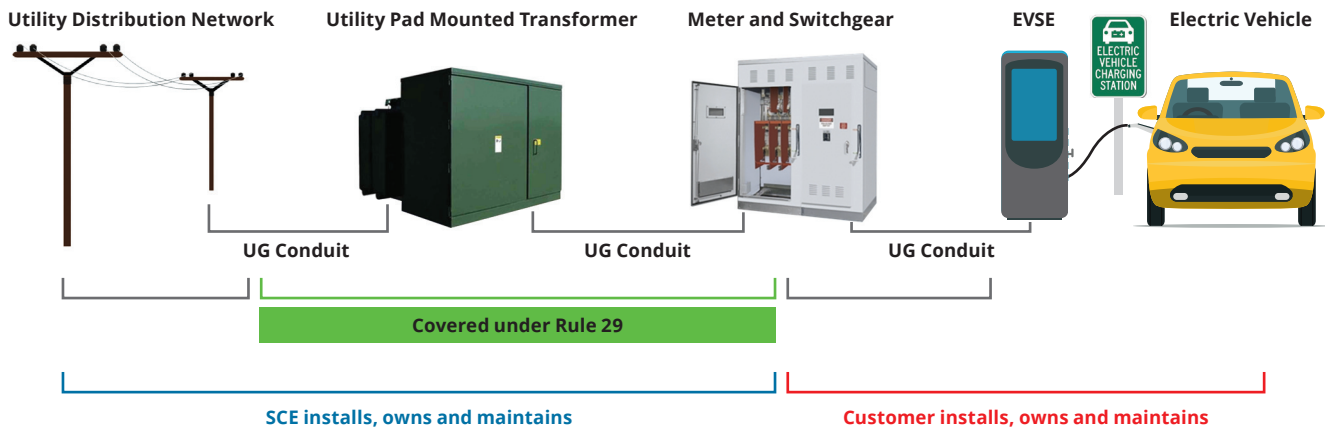 Utility Distribution Network
Utility Pad Mounted Transformer
Meter and Switchgear
EVSE
Electric Vehicle
ELECTRIC
VEHICLE
CHARGING
STATION
UG Conduit
UG Conduit
UG Conduit
Covered under Rule 29
SCE installs, owns and maintains
Customer installs, owns and maintains